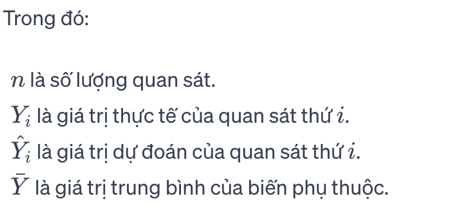 Trong đó:
n là số lượng quan sát.
Yᵢ là giá trị thực tế của quan sát thứ i.
Ŷᵢ là giá trị dự đoán của quan sát thứ i.
Ȳ là giá trị trung bình của biến phụ thuộc.